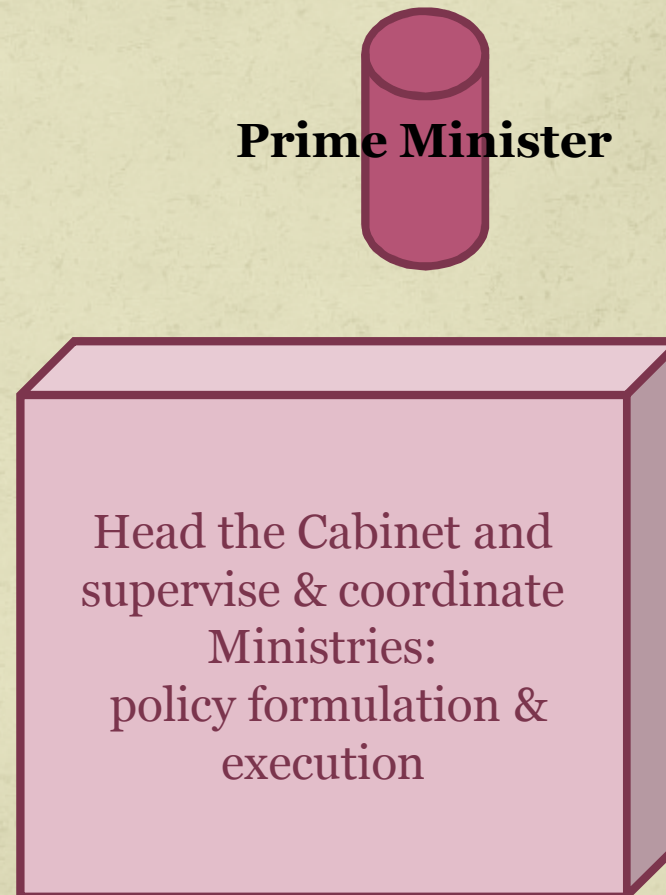 Prime Minister
Head the Cabinet and
supervise & coordinate
Ministries:
policy formulation &
execution